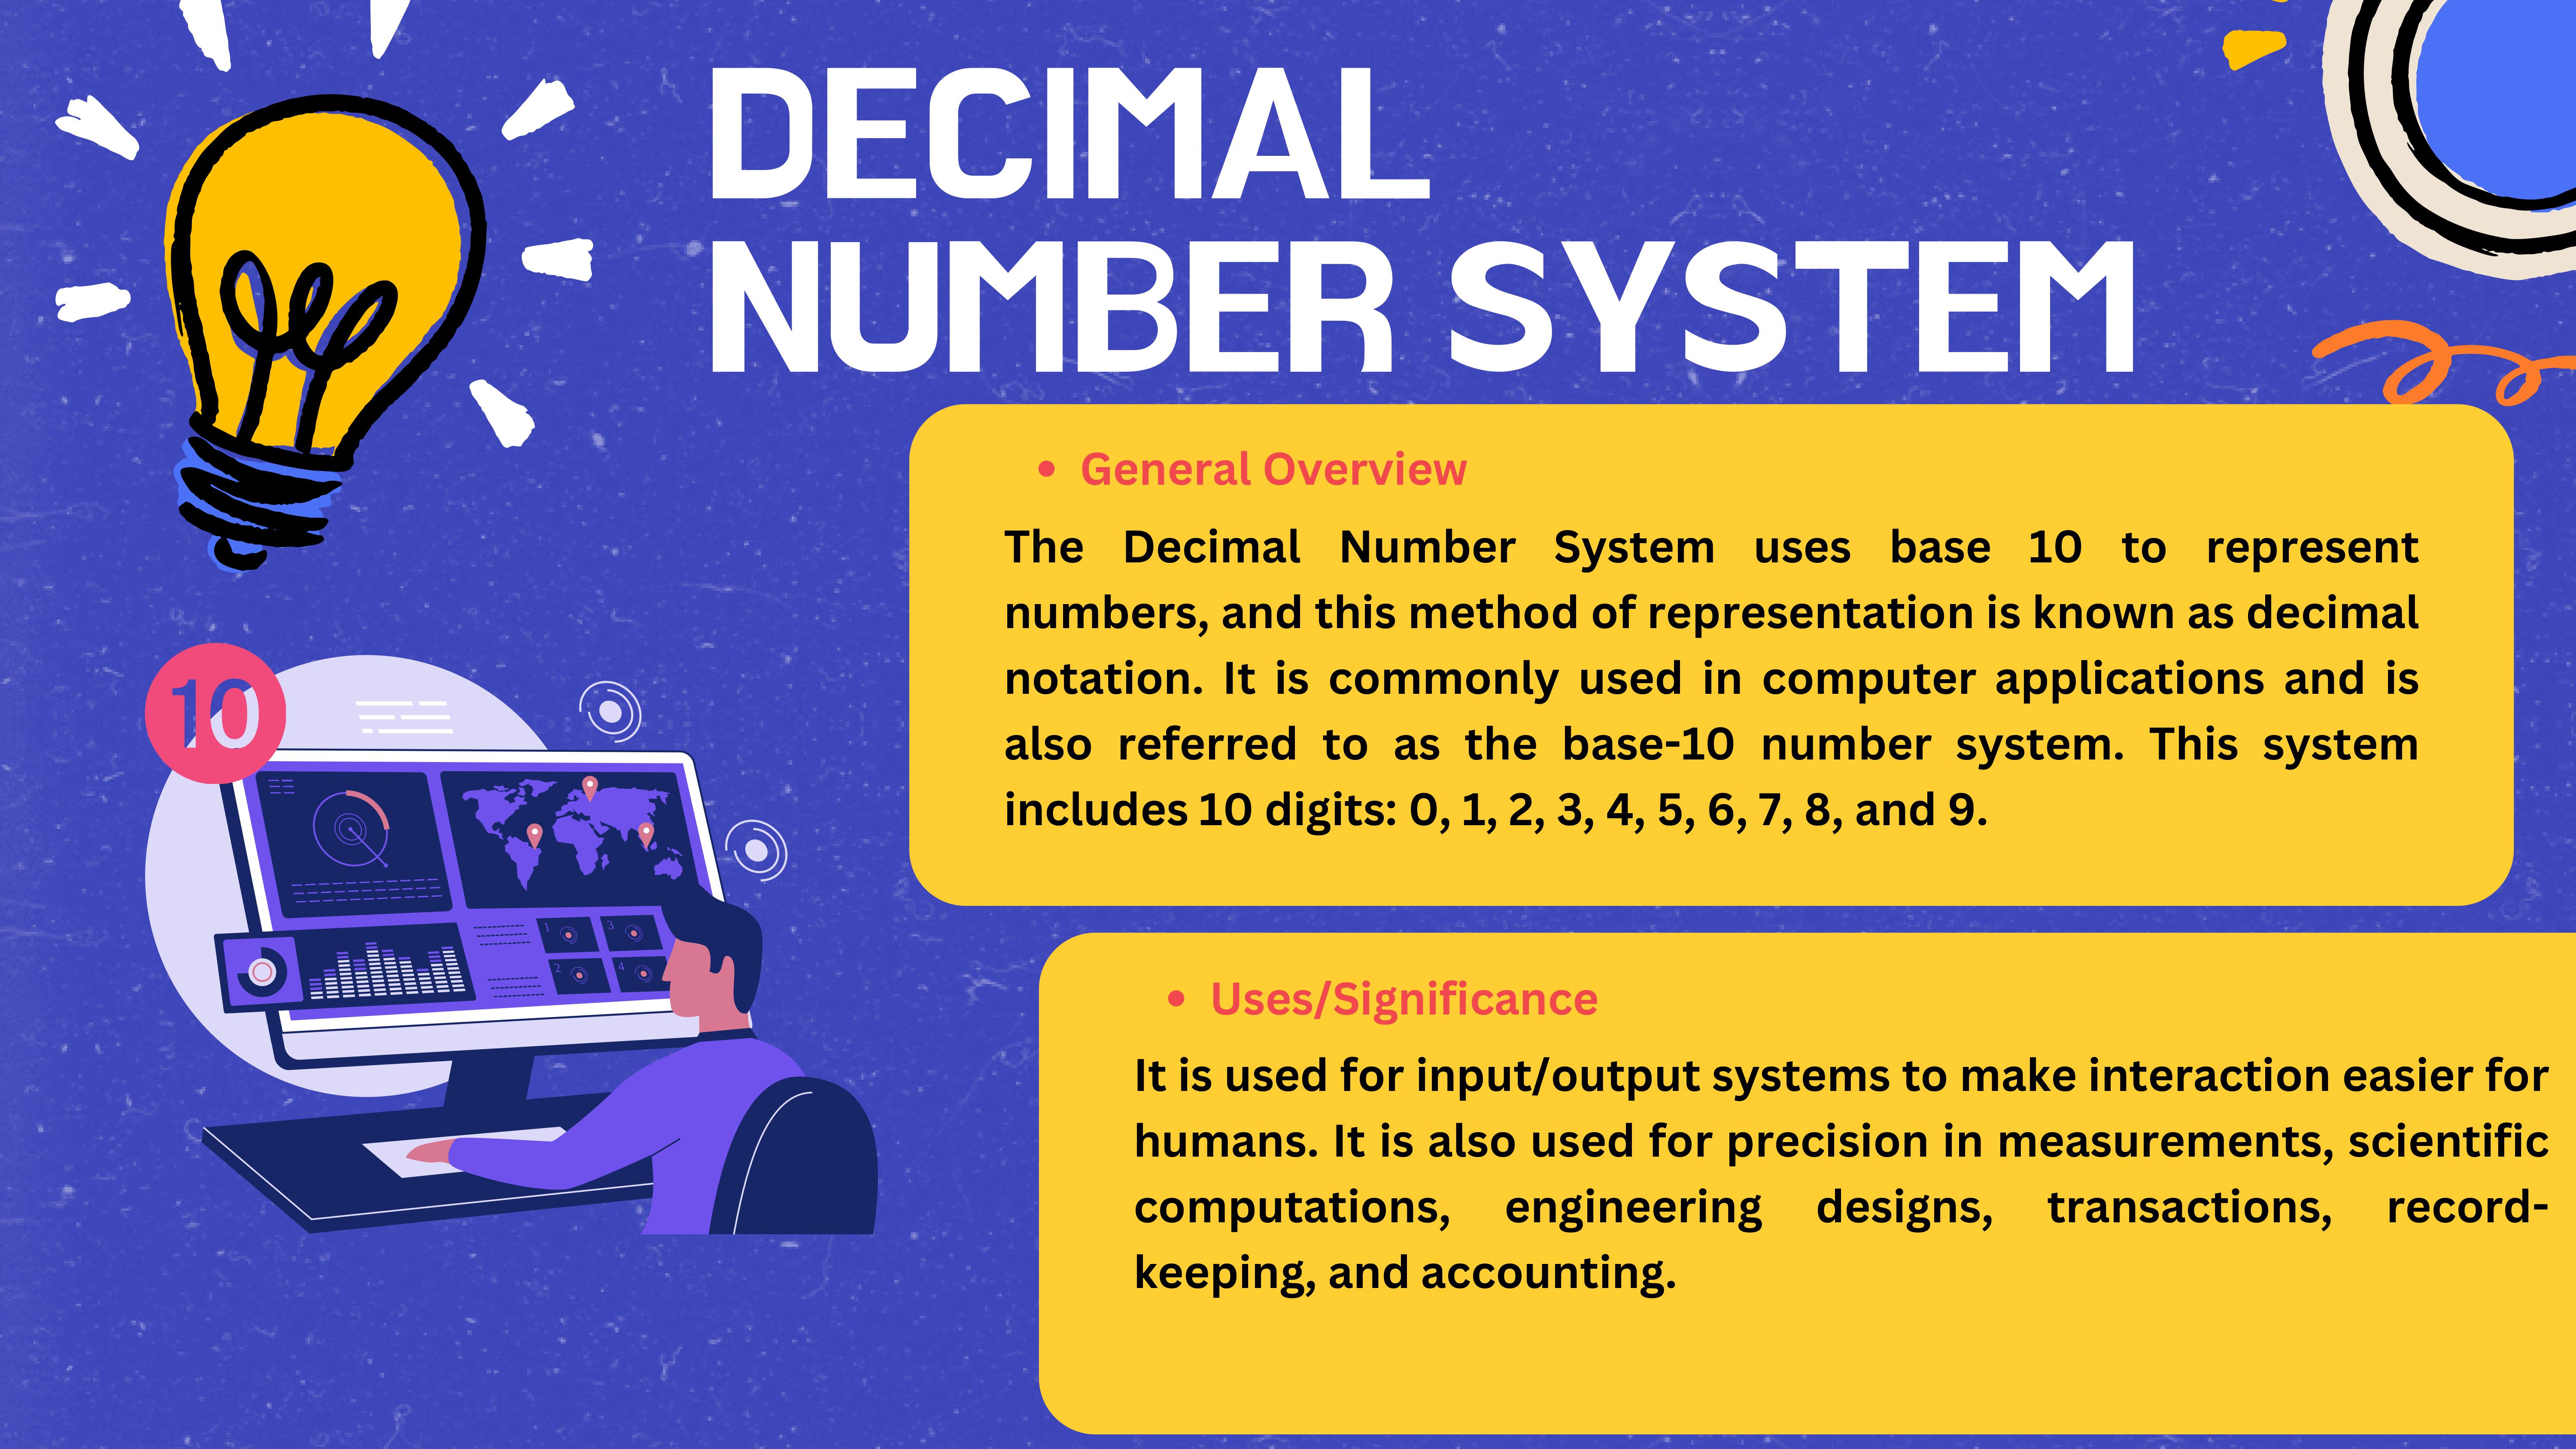 DECIMAL
NUMBER SYSTEM
• General Overview
The Decimal Number System uses base 10 to represent
numbers, and this method of representation is known as decimal
notation. It is commonly used in computer applications and is
also referred to as the base-10 number system. This system
includes 10 digits: 0, 1, 2, 3, 4, 5, 6, 7, 8, and 9.
10
1
3
2
4
• Uses/Significance
It is used for input/output systems to make interaction easier for
humans. It is also used for precision in measurements, scientific
computations, engineering designs, transactions, record-
keeping, and accounting.